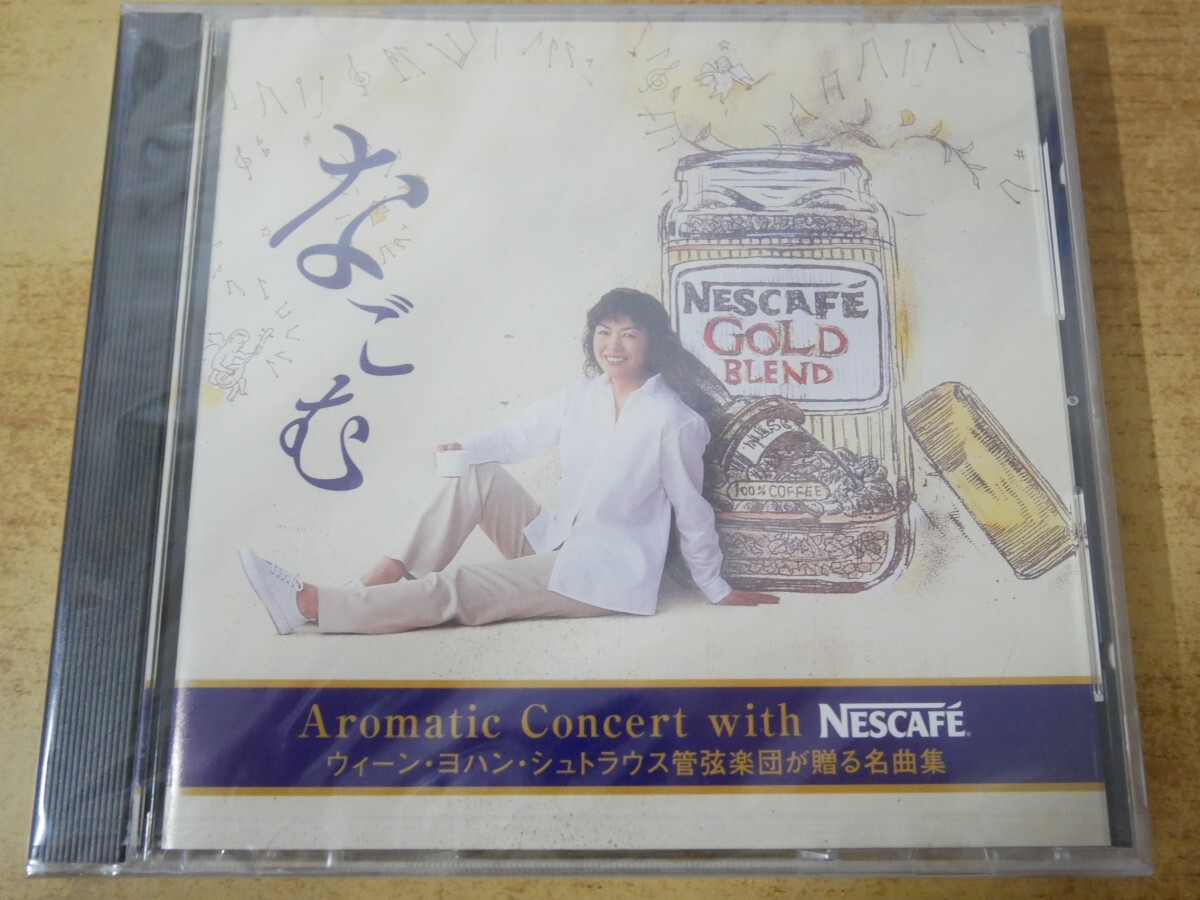 なごむ
NESCAFÉ
GOLD
BLEND
100% COFFEE
Aromatic Concert with NESCAFÉ®
ウィーン・ヨハン・シュトラウス管弦楽団が贈る名曲集